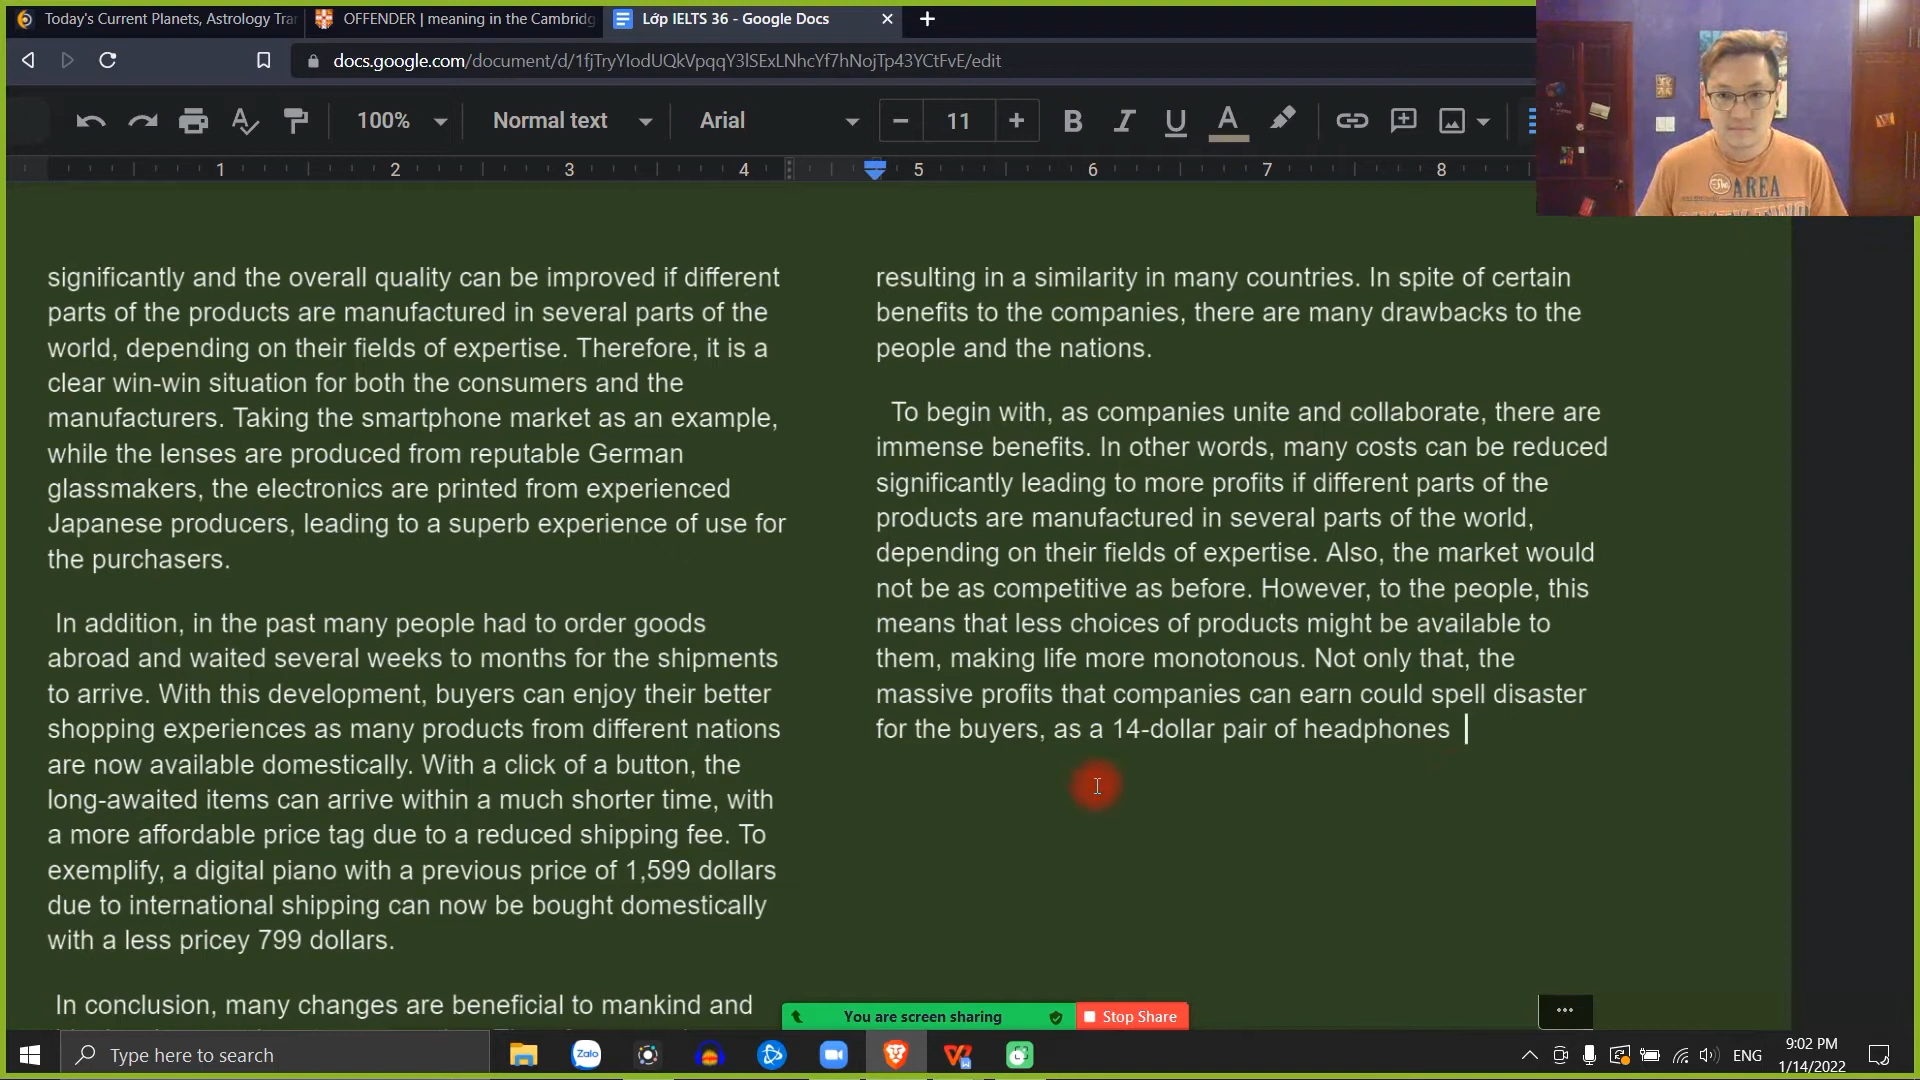 Today's Current Planets, Astrology Tra
OFFENDER | meaning in the Cambridg
Lớp IELTS 36 - Google Docs
docs.google.com/document/d/1fjTryYIodUQkVpqqY3lSExLNhcYf7hNojTp43YCtFvE/edit
100%
Normal text
Arial
11
1 2 3 4 5 6 7 8
AREA
significantly and the overall quality can be improved if different
parts of the products are manufactured in several parts of the
world, depending on their fields of expertise. Therefore, it is a
clear win-win situation for both the consumers and the
manufacturers. Taking the smartphone market as an example,
while the lenses are produced from reputable German
glassmakers, the electronics are printed from experienced
Japanese producers, leading to a superb experience of use for
the purchasers.
In addition, in the past many people had to order goods
abroad and waited several weeks to months for the shipments
to arrive. With this development, buyers can enjoy their better
shopping experiences as many products from different nations
are now available domestically. With a click of a button, the
long-awaited items can arrive within a much shorter time, with
a more affordable price tag due to a reduced shipping fee. To
exemplify, a digital piano with a previous price of 1,599 dollars
due to international shipping can now be bought domestically
with a less pricey 799 dollars.
In conclusion, many changes are beneficial to mankind and
resulting in a similarity in many countries. In spite of certain
benefits to the companies, there are many drawbacks to the
people and the nations.
To begin with, as companies unite and collaborate, there are
immense benefits. In other words, many costs can be reduced
significantly leading to more profits if different parts of the
products are manufactured in several parts of the world,
depending on their fields of expertise. Also, the market would
not be as competitive as before. However, to the people, this
means that less choices of products might be available to
them, making life more monotonous. Not only that, the
massive profits that companies can earn could spell disaster
for the buyers, as a 14-dollar pair of headphones
You are screen sharing
Stop Share
Type here to search
Zalo
ENG
9:02 PM
1/14/2022